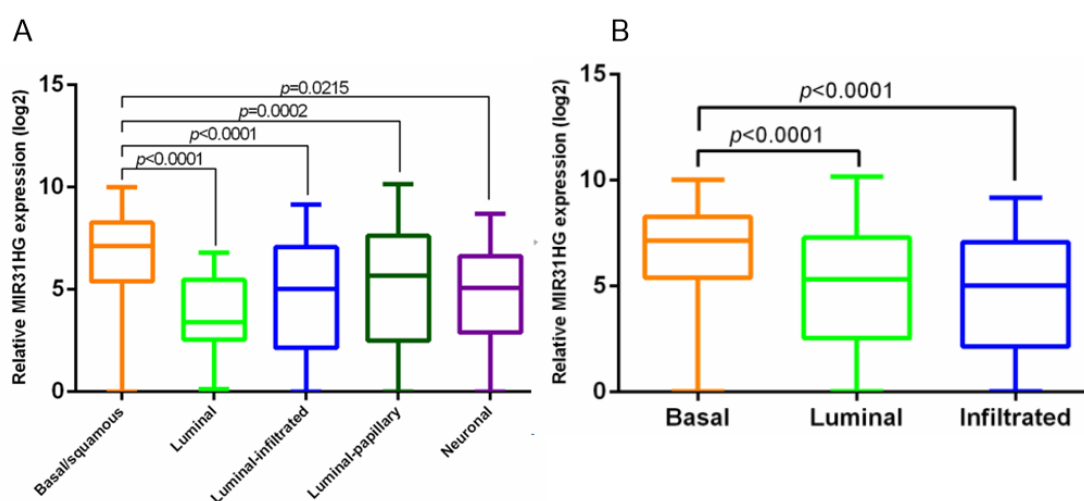 A
Relative MIR31HG expression (log2)
15
10
5
0
p=0.0215
p=0.0002
p<0.0001
p<0.0001
Basal/squamous
Luminal
Luminal-infiltrated
Luminal-papillary
Neuronal
B
Relative MIR31HG expression (log2)
15
10
5
0
p<0.0001
p<0.0001
Basal
Luminal
Infiltrated